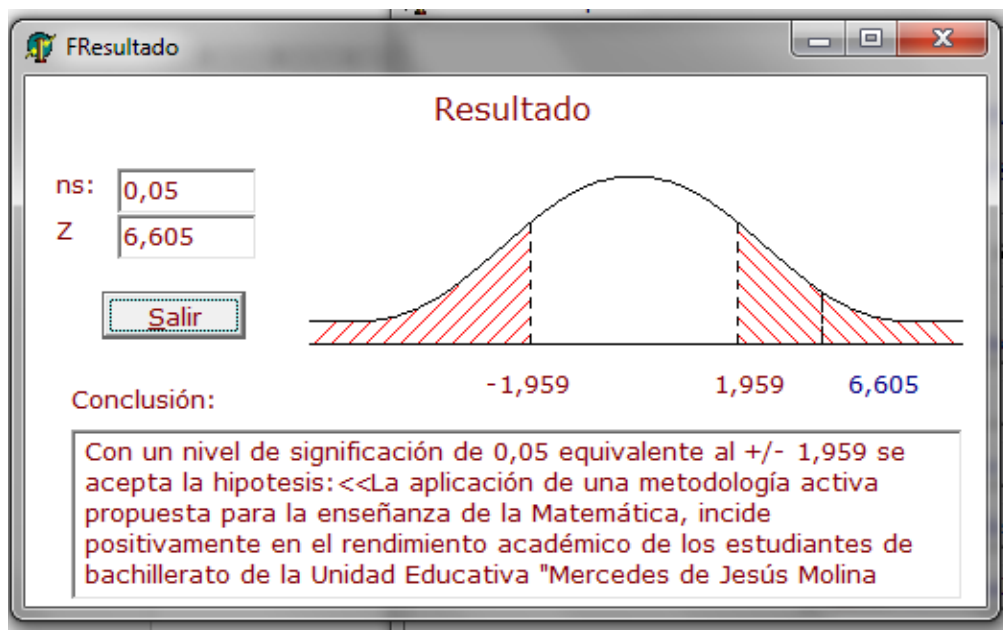 FResultado
Resultado
ns: 0,05
Z 6,605
Salir
-1,959 1,959 6,605
Conclusión:
Con un nivel de significación de 0,05 equivalente al +/- 1,959 se
acepta la hipotesis:<<La aplicación de una metodología activa
propuesta para la enseñanza de la Matemática, incide
positivamente en el rendimiento académico de los estudiantes de
bachillerato de la Unidad Educativa "Mercedes de Jesús Molina